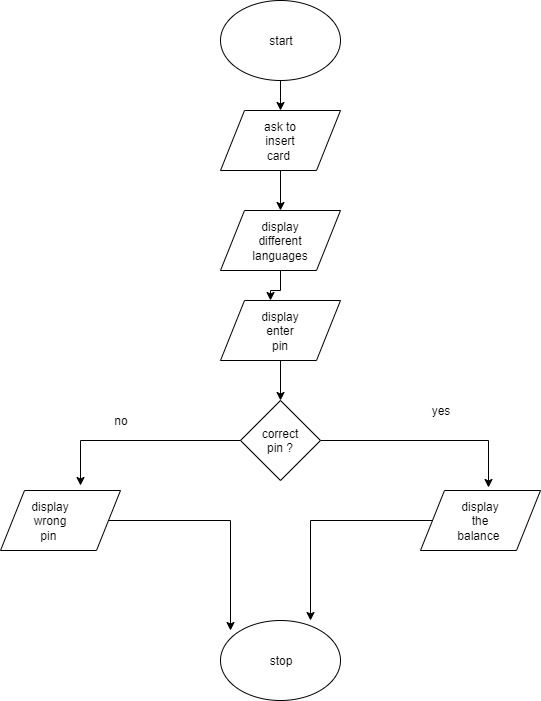 start
ask to
insert
card
display
different
languages
display
enter
pin
correct
pin ?
no
yes
display
wrong
pin
display
the
balance
stop